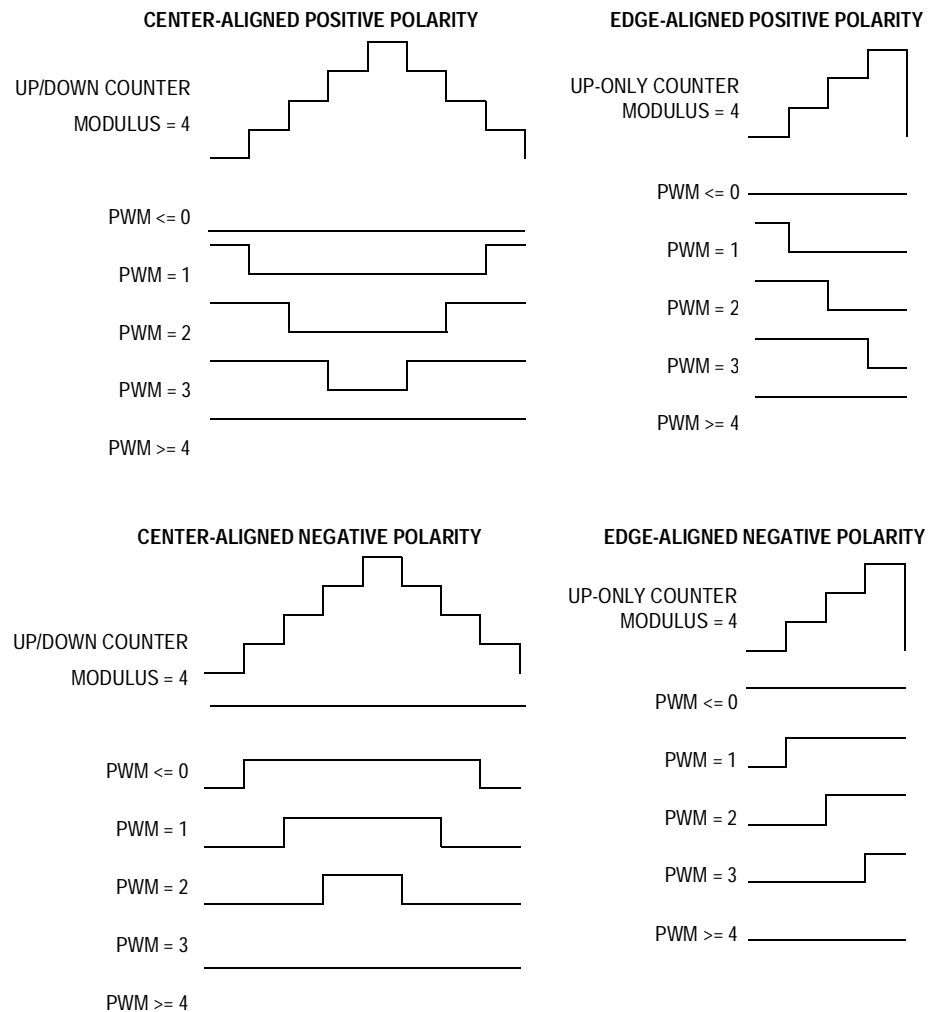 CENTER-ALIGNED POSITIVE POLARITY
UP/DOWN COUNTER
MODULUS = 4
PWM <= 0
PWM = 1
PWM = 2
PWM = 3
PWM >= 4
EDGE-ALIGNED POSITIVE POLARITY
UP-ONLY COUNTER
MODULUS = 4
PWM <= 0
PWM = 1
PWM = 2
PWM = 3
PWM >= 4
CENTER-ALIGNED NEGATIVE POLARITY
UP/DOWN COUNTER
MODULUS = 4
PWM <= 0
PWM = 1
PWM = 2
PWM = 3
PWM >= 4
EDGE-ALIGNED NEGATIVE POLARITY
UP-ONLY COUNTER
MODULUS = 4
PWM <= 0
PWM = 1
PWM = 2
PWM = 3
PWM >= 4